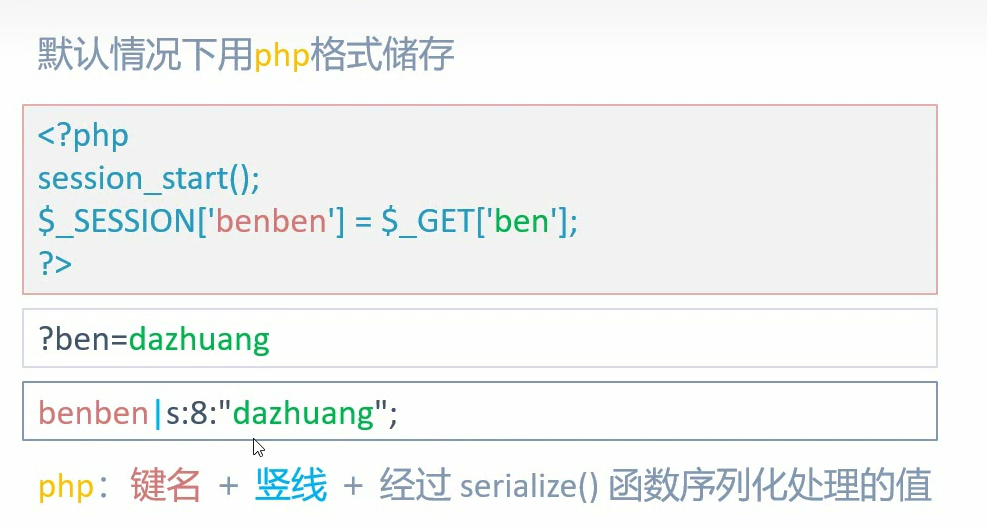 默认情况下用php格式储存
<?php
session_start();
$_SESSION['benben'] = $_GET['ben'];
?>
?ben=dazhuang
benben|s:8:"dazhuang";
php：键名 + 竖线 + 经过 serialize() 函数序列化处理的值